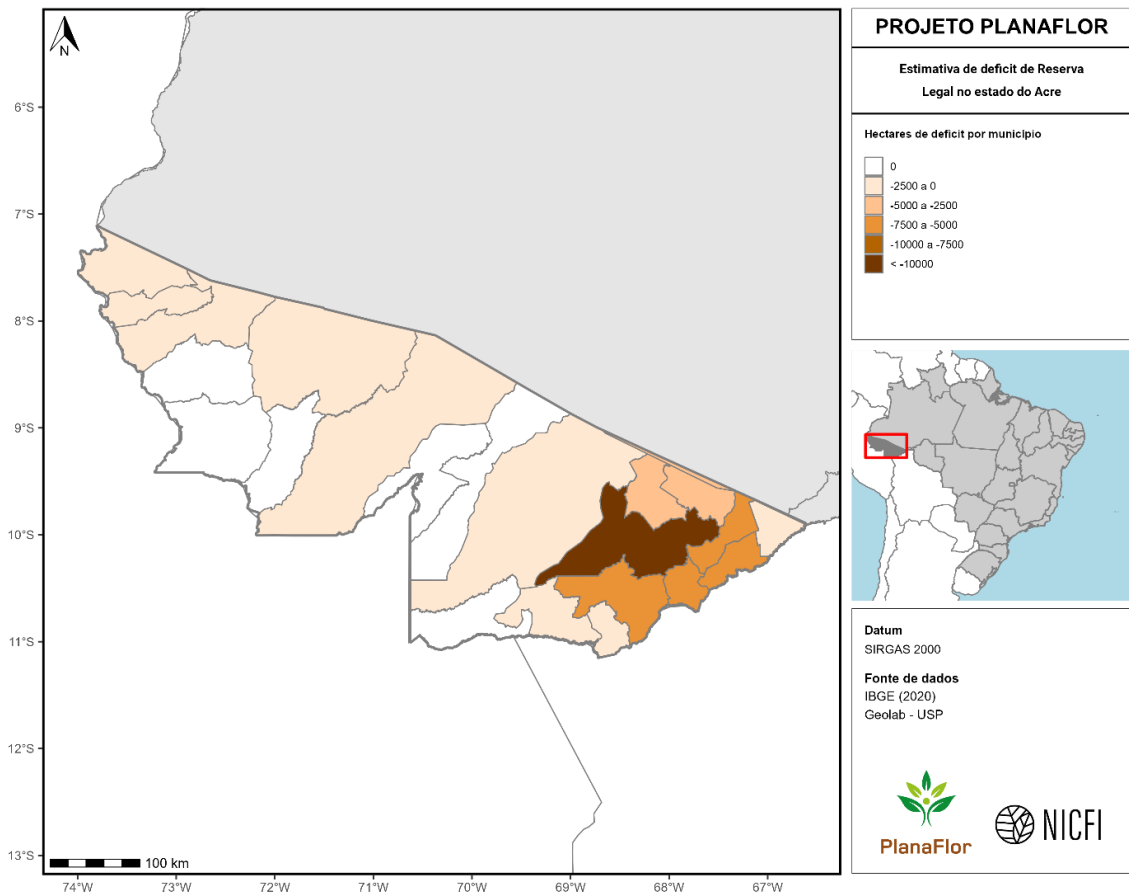 N
6°S
7°S
8°S
9°S
10°S
11°S
12°S
13°S
100 km
74°W
73°W
72°W
71°W
70°W
69°W
68°W
67°W
PROJETO PLANAFLOR
Estimativa de deficit de Reserva
Legal no estado do Acre
Hectares de deficit por município
0
-2500 a 0
-5000 a -2500
-7500 a -5000
-10000 a -7500
< -10000
Datum
SIRGAS 2000
Fonte de dados
IBGE (2020)
Geolab - USP
PlanaFlor
NICFI